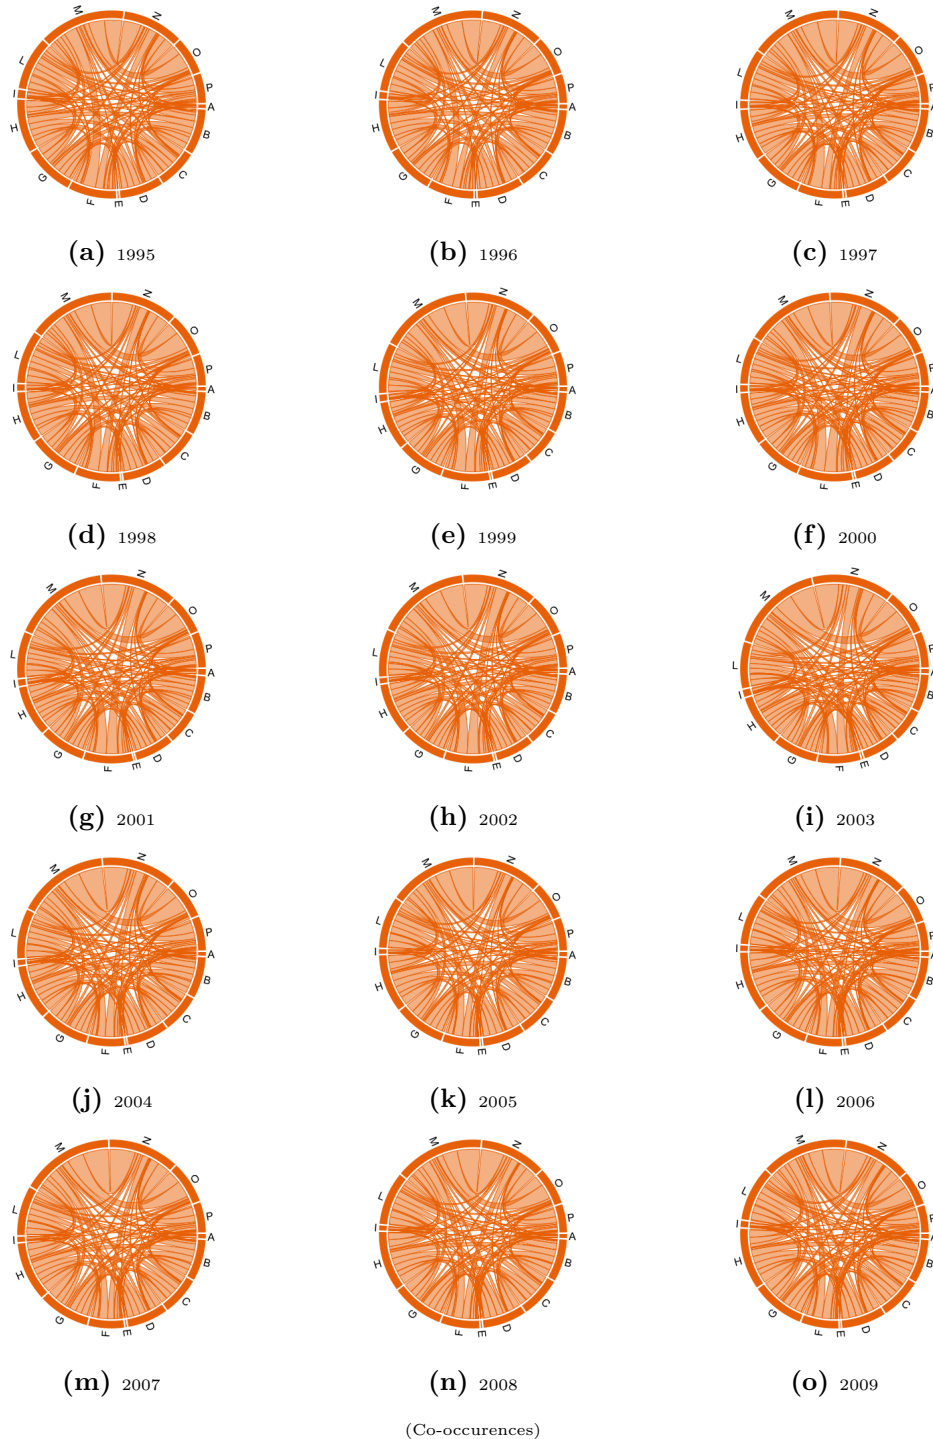 M N O P A B C D E F G H I L
M N O P A B C D E F G H I L
M N O P A B C D E F G H I L
(a) 1995
(b) 1996
(c) 1997
M N O P A B C D E F G H I L
M N O P A B C D E F G H I L
M N O P A B C D E F G H I L
(d) 1998
(e) 1999
(f) 2000
M N O P A B C D E F G H I L
M N O P A B C D E F G H I L
M N O P A B C D E F G H I L
(g) 2001
(h) 2002
(i) 2003
M N O P A B C D E F G H I L
M N O P A B C D E F G H I L
M N O P A B C D E F G H I L
(j) 2004
(k) 2005
(l) 2006
M N O P A B C D E F G H I L
M N O P A B C D E F G H I L
M N O P A B C D E F G H I L
(m) 2007
(n) 2008
(o) 2009
(Co-occurences)